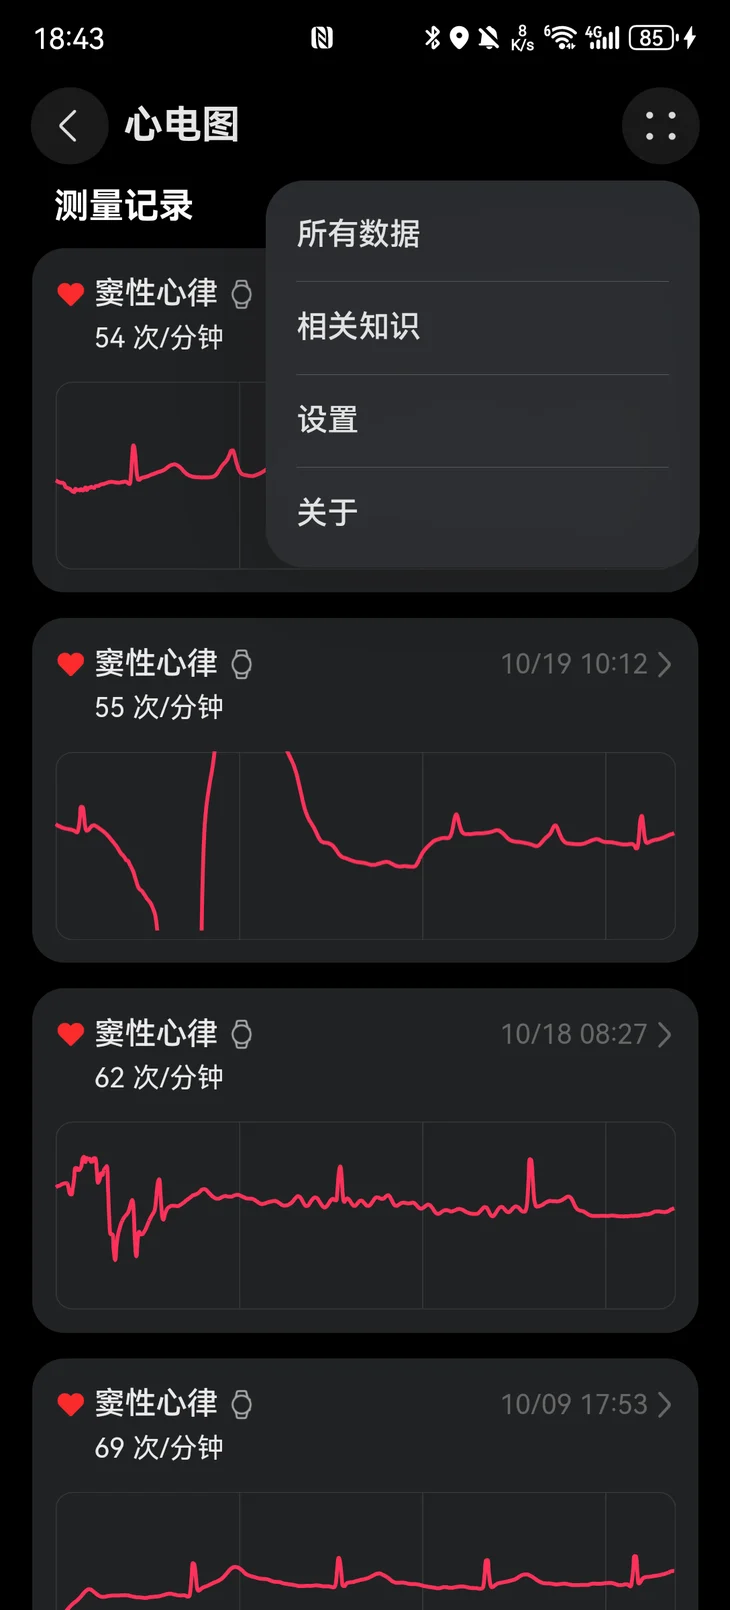 18:43
8
K/s
6
4G
85
心电图
测量记录
所有数据
相关知识
设置
关于
窦性心律
54 次/分钟
窦性心律
10/19 10:12
55 次/分钟
窦性心律
10/18 08:27
62 次/分钟
窦性心律
10/09 17:53
69 次/分钟